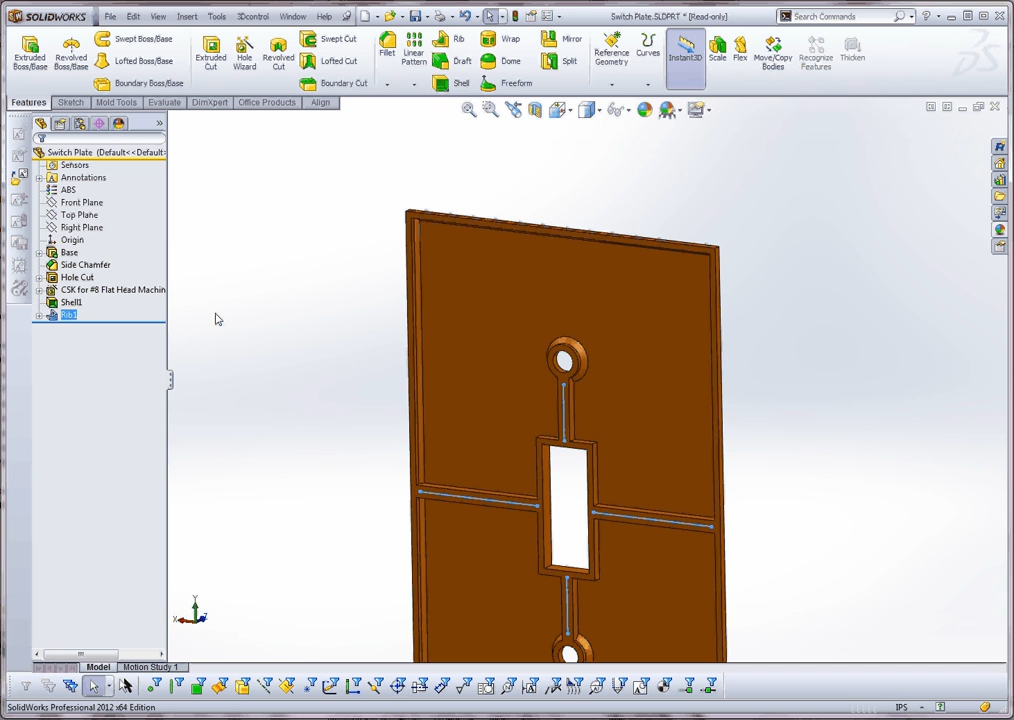 SOLIDWORKS File Edit View Insert Tools 3Dcontrol Window Help Switch Plate.SLDPRT * [Read-only] Search Commands
Extruded Boss/Base Revolved Boss/Base Swept Boss/Base Extruded Cut Hole Wizard Revolved Cut Swept Cut Fillet Linear Pattern Rib Wrap Mirror Reference Geometry Curves Instant3D Scale Flex Move/Copy Bodies Recognize Features Thicken
Lofted Boss/Base Lofted Cut Draft Dome Split
Boundary Boss/Base Boundary Cut Shell Freeform
Features Sketch Mold Tools Evaluate DimXpert Office Products Align
Switch Plate (Default<<Default>
Sensors
Annotations
ABS
Front Plane
Top Plane
Right Plane
Origin
Base
Side Chamfer
Hole Cut
CSK for #8 Flat Head Machin
Shell1
Rib1
Y
X
Z
Model Motion Study 1
SolidWorks Professional 2012 x64 Edition IPS